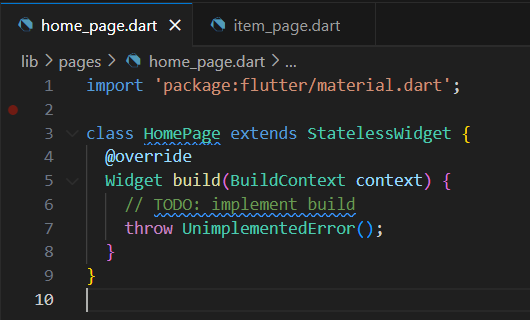 home_page.dart × item_page.dart
lib > pages > home_page.dart > ...
1 import 'package:flutter/material.dart';
2
3 class HomePage extends StatelessWidget {
4   @override
5   Widget build(BuildContext context) {
6     // TODO: implement build
7     throw UnimplementedError();
8   }
9 }
10